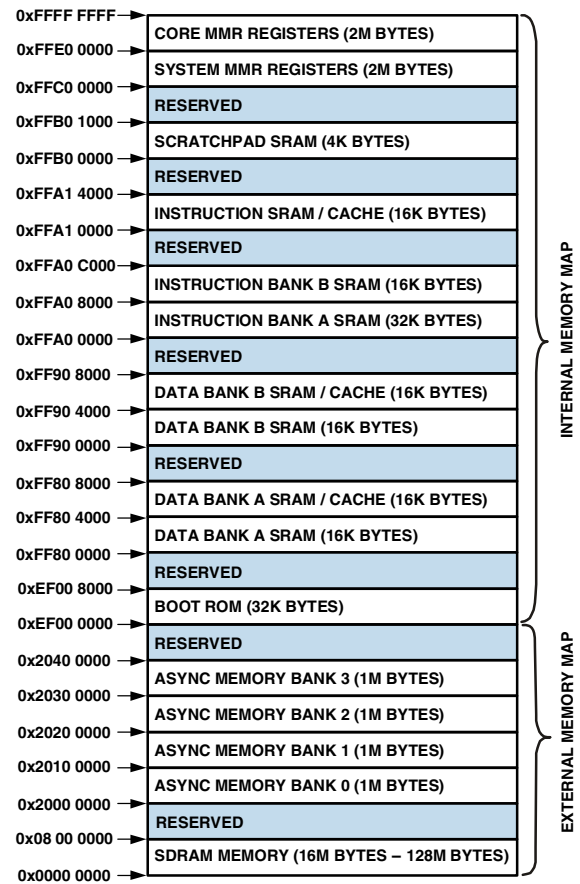 0xFFFF FFFF
CORE MMR REGISTERS (2M BYTES)
0xFFE0 0000
SYSTEM MMR REGISTERS (2M BYTES)
0xFFC0 0000
RESERVED
0xFFB0 1000
SCRATCHPAD SRAM (4K BYTES)
0xFFB0 0000
RESERVED
0xFFA1 4000
INSTRUCTION SRAM / CACHE (16K BYTES)
0xFFA1 0000
RESERVED
0xFFA0 C000
INSTRUCTION BANK B SRAM (16K BYTES)
0xFFA0 8000
INSTRUCTION BANK A SRAM (32K BYTES)
0xFFA0 0000
RESERVED
0xFF90 8000
DATA BANK B SRAM / CACHE (16K BYTES)
0xFF90 4000
DATA BANK B SRAM (16K BYTES)
0xFF90 0000
RESERVED
0xFF80 8000
DATA BANK A SRAM / CACHE (16K BYTES)
0xFF80 4000
DATA BANK A SRAM (16K BYTES)
0xFF80 0000
RESERVED
0xEF00 8000
BOOT ROM (32K BYTES)
0xEF00 0000
RESERVED
0x2040 0000
ASYNC MEMORY BANK 3 (1M BYTES)
0x2030 0000
ASYNC MEMORY BANK 2 (1M BYTES)
0x2020 0000
ASYNC MEMORY BANK 1 (1M BYTES)
0x2010 0000
ASYNC MEMORY BANK 0 (1M BYTES)
0x2000 0000
RESERVED
0x08 00 0000
SDRAM MEMORY (16M BYTES – 128M BYTES)
0x0000 0000
INTERNAL MEMORY MAP
EXTERNAL MEMORY MAP